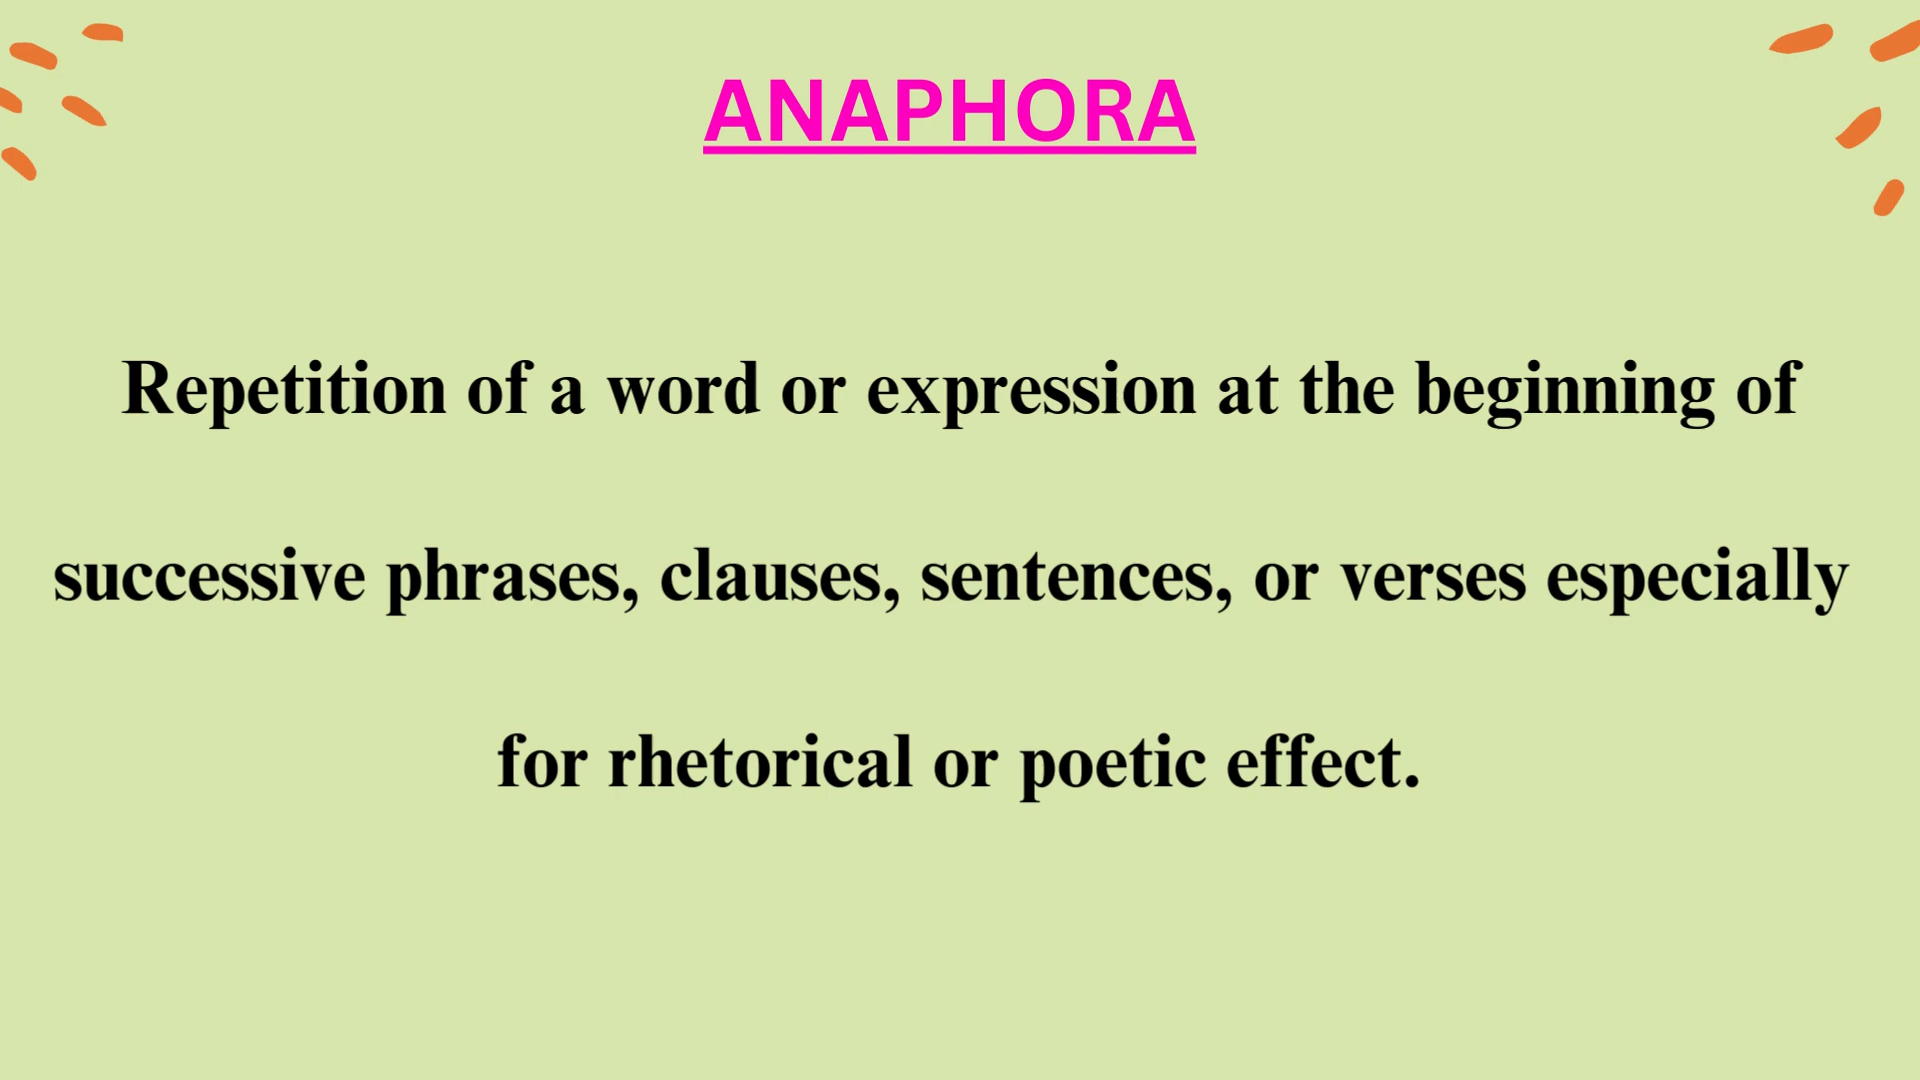 ANAPHORA
Repetition of a word or expression at the beginning of
successive phrases, clauses, sentences, or verses especially
for rhetorical or poetic effect.